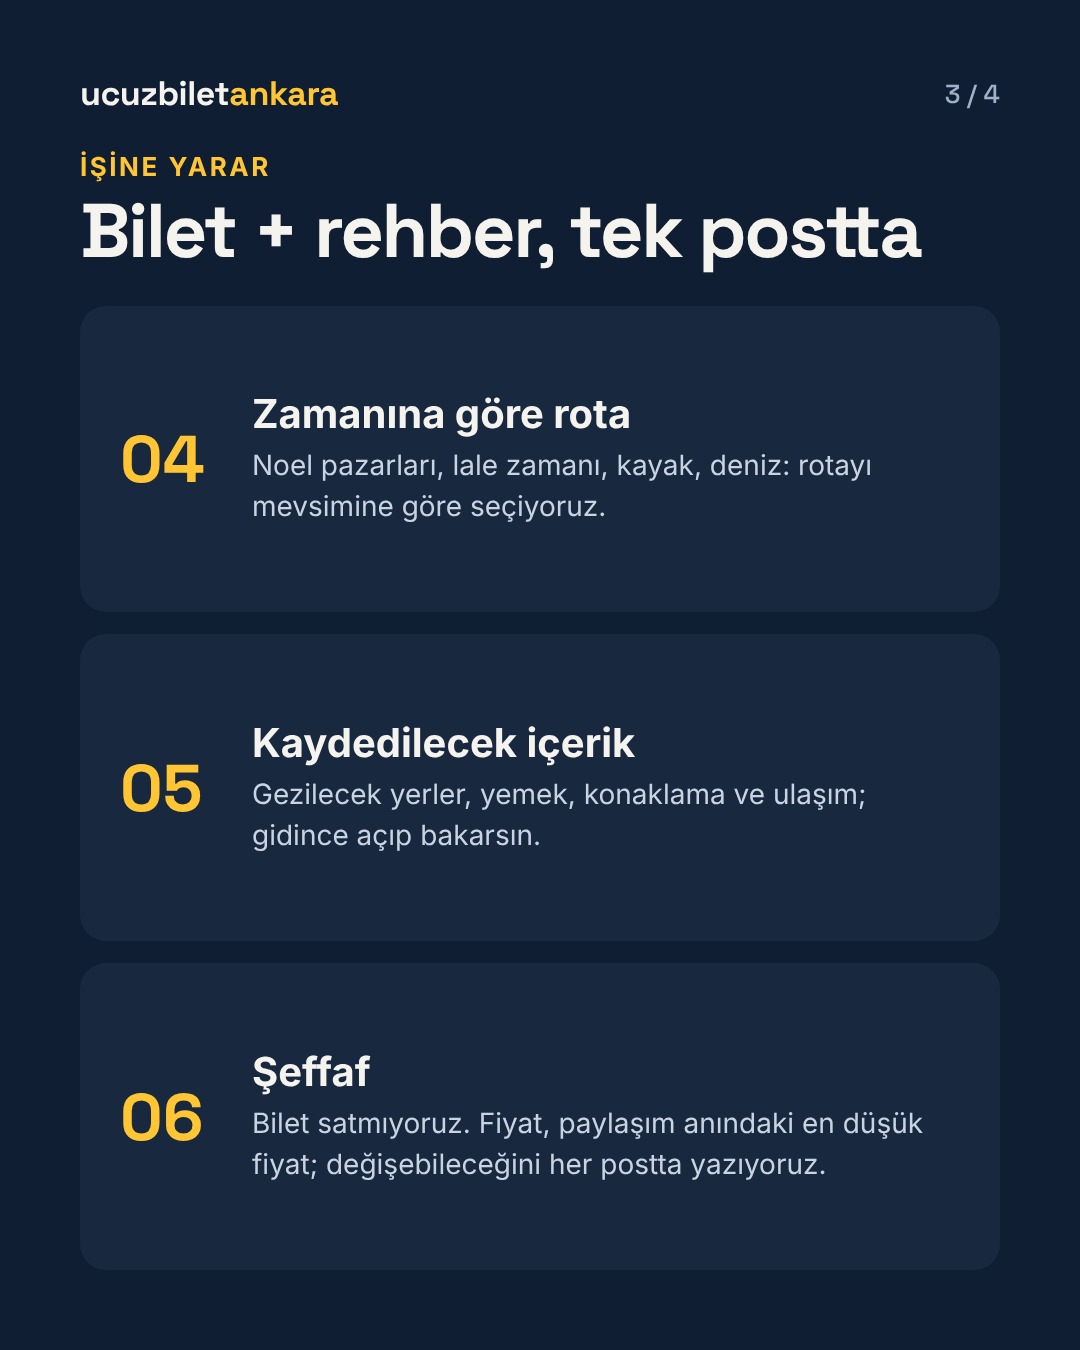 ucuzbiletankara
3 / 4
İŞİNE YARAR
Bilet + rehber, tek postta
04
Zamanına göre rota
Noel pazarları, lale zamanı, kayak, deniz: rotayı
mevsimine göre seçiyoruz.
05
Kaydedilecek içerik
Gezilecek yerler, yemek, konaklama ve ulaşım;
gidince açıp bakarsın.
06
Şeffaf
Bilet satmıyoruz. Fiyat, paylaşım anındaki en düşük
fiyat; değişebileceğini her postta yazıyoruz.